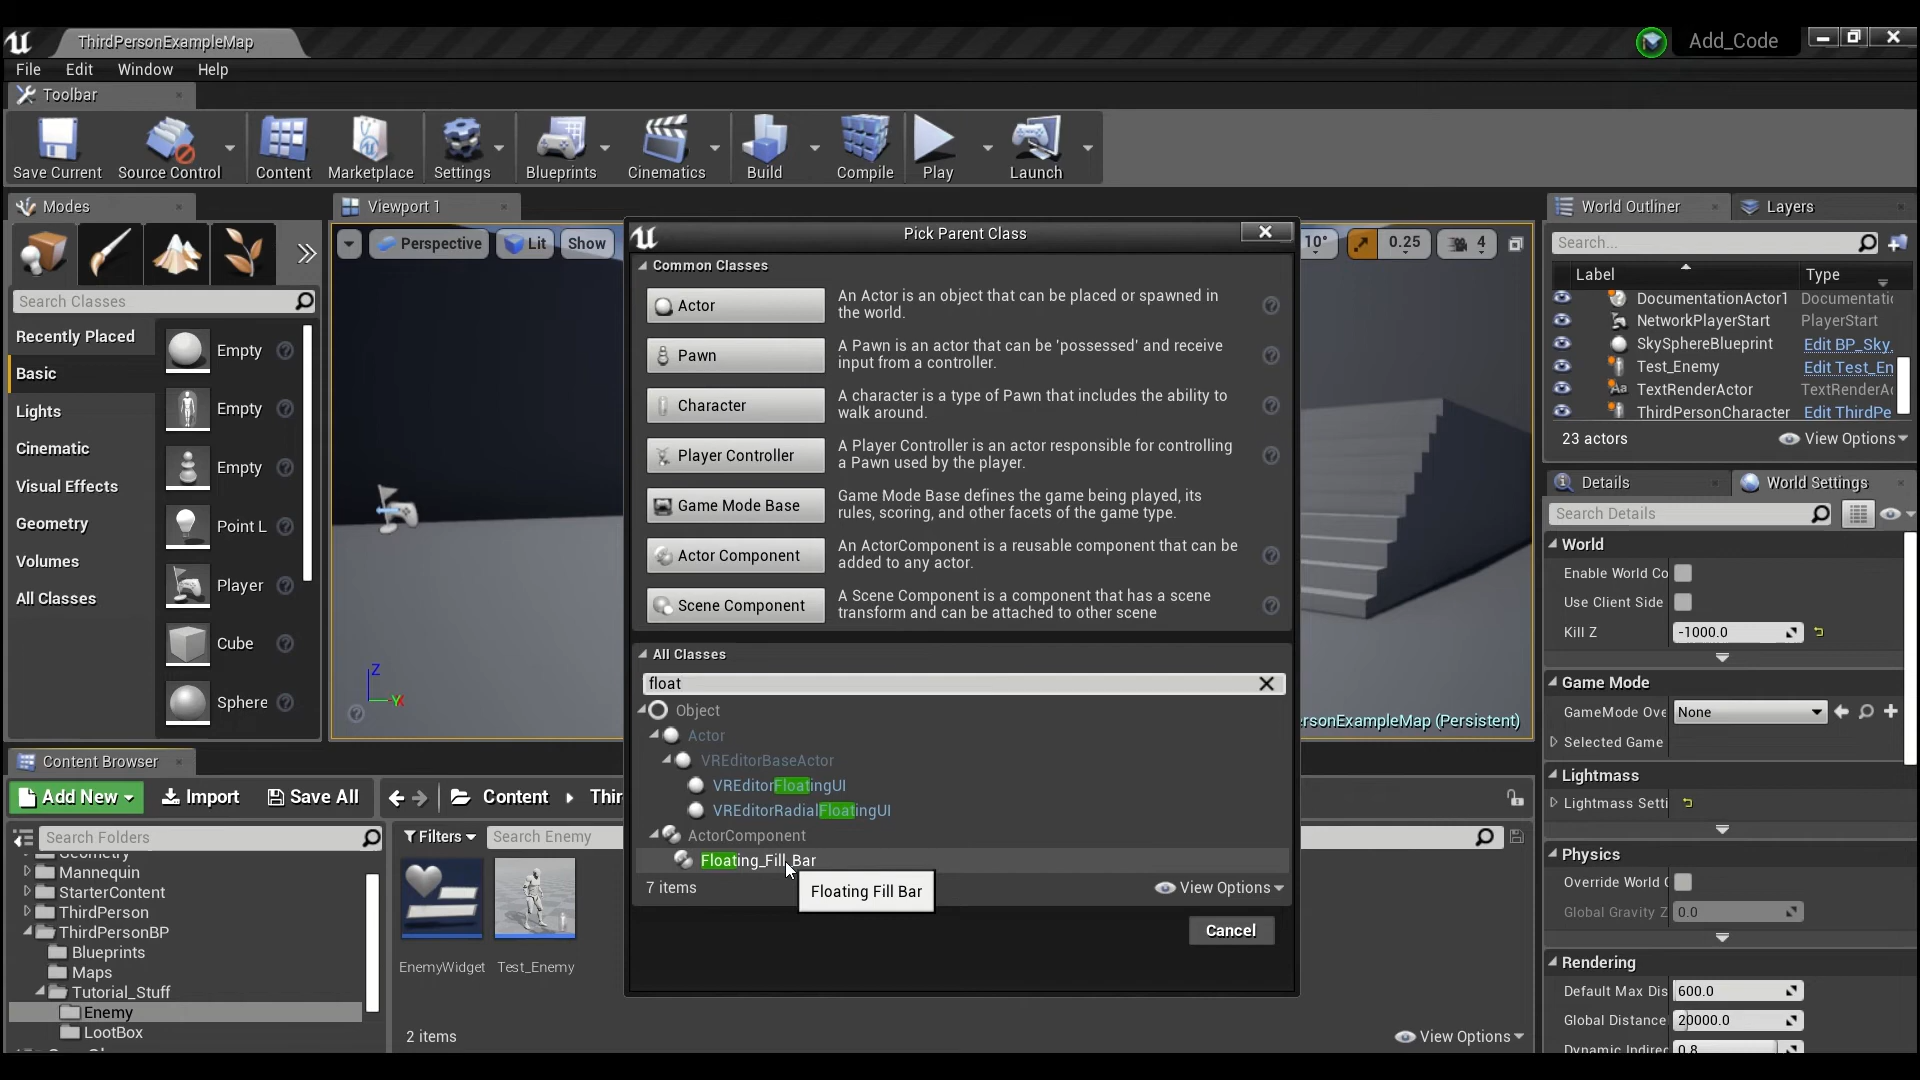 ThirdPersonExampleMap
Add_Code
File Edit Window Help
Toolbar
Save Current Source Control Content Marketplace Settings Blueprints Cinematics Build Compile Play Launch
Modes
Search Classes
Recently Placed
Basic
Lights
Cinematic
Visual Effects
Geometry
Volumes
All Classes
Empty
Empty
Empty
Point L
Player
Cube
Sphere
Viewport 1
Perspective Lit Show
10° 0.25 4
Z
ersonExampleMap (Persistent)
Pick Parent Class
Common Classes
Actor
An Actor is an object that can be placed or spawned in
the world.
Pawn
A Pawn is an actor that can be 'possessed' and receive
input from a controller.
Character
A character is a type of Pawn that includes the ability to
walk around.
Player Controller
A Player Controller is an actor responsible for controlling
a Pawn used by the player.
Game Mode Base
Game Mode Base defines the game being played, its
rules, scoring, and other facets of the game type.
Actor Component
An ActorComponent is a reusable component that can be
added to any actor.
Scene Component
A Scene Component is a component that has a scene
transform and can be attached to other scene
All Classes
float
Object
Actor
VREditorBaseActor
VREditorFloatingUI
VREditorRadialFloatingUI
ActorComponent
Floating_Fill_Bar
7 items View Options
Floating Fill Bar
Cancel
World Outliner Layers
Search...
Label Type
DocumentationActor1 Documentatic
NetworkPlayerStart PlayerStart
SkySphereBlueprint Edit BP_Sky_
Test_Enemy Edit Test_En
TextRenderActor TextRenderAc
ThirdPersonCharacter Edit ThirdPe
23 actors View Options
Details World Settings
Search Details
World
Enable World Co
Use Client Side
Kill Z -1000.0
Game Mode
GameMode Ove None
Selected Game
Lightmass
Lightmass Setti
Physics
Override World
Global Gravity Z 0.0
Rendering
Default Max Dis 600.0
Global Distance 20000.0
Dynamic Indirec 0.8
Content Browser
Add New Import Save All Content Thir
Search Folders
Geometry
Mannequin
StarterContent
ThirdPerson
ThirdPersonBP
Blueprints
Maps
Tutorial_Stuff
Enemy
LootBox
Filters Search Enemy
EnemyWidget Test_Enemy
2 items View Options